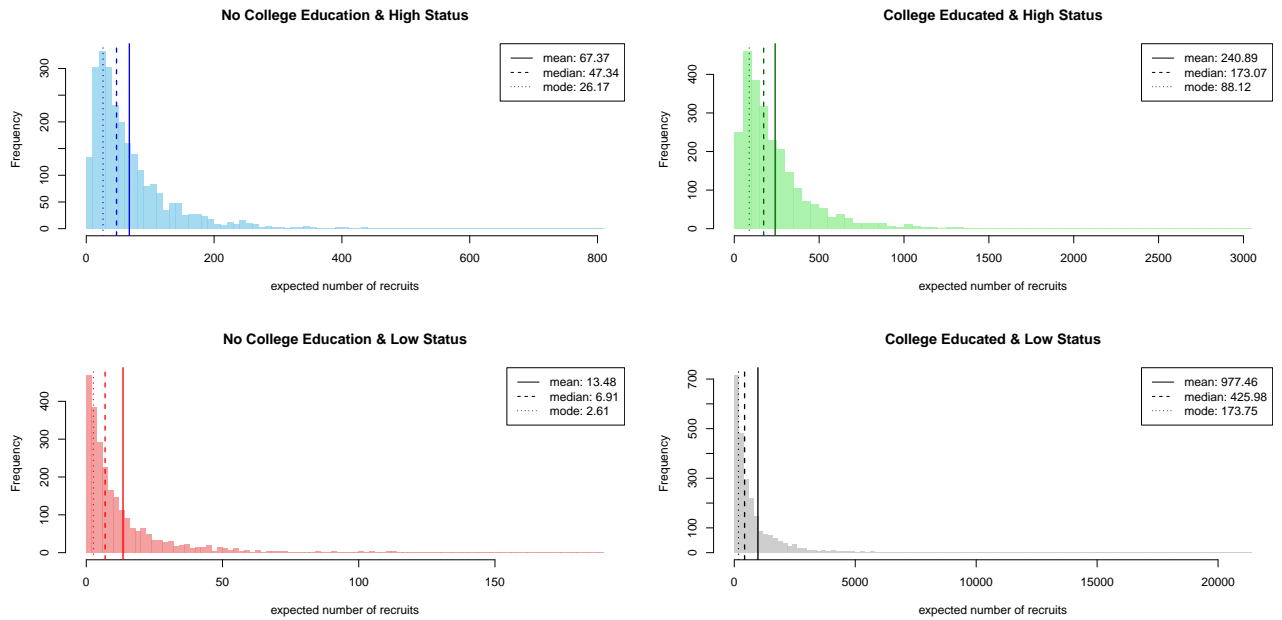 No College Education & High Status
mean: 67.37
median: 47.34
mode: 26.17
Frequency
0
50
100
200
300
0
200
400
600
800
expected number of recruits
College Educated & High Status
mean: 240.89
median: 173.07
mode: 88.12
Frequency
0
100
200
300
400
0
500
1000
1500
2000
2500
3000
expected number of recruits
No College Education & Low Status
mean: 13.48
median: 6.91
mode: 2.61
Frequency
0
100
200
300
400
0
50
100
150
expected number of recruits
College Educated & Low Status
mean: 977.46
median: 425.98
mode: 173.75
Frequency
0
100
300
500
700
0
5000
10000
15000
20000
expected number of recruits